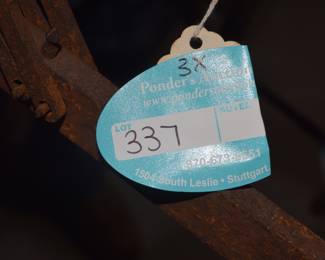 3X
Ponder's
www.ponders
LOT
337
1504 South Leslie • Stuttgart